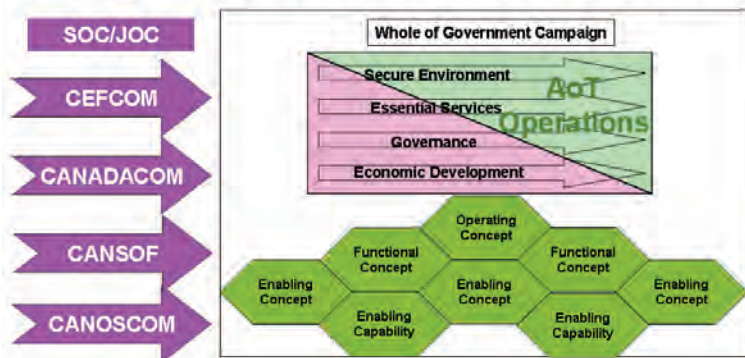 SOC/JOC
CEFCOM
CANADACOM
CANSOF
CANOSCOM
Whole of Government Campaign
Secure Environment
Essential Services
Governance
Economic Development
AoT
Operations
Operating
Concept
Functional
Concept
Functional
Concept
Enabling
Concept
Enabling
Concept
Enabling
Concept
Enabling
Capability
Enabling
Capability